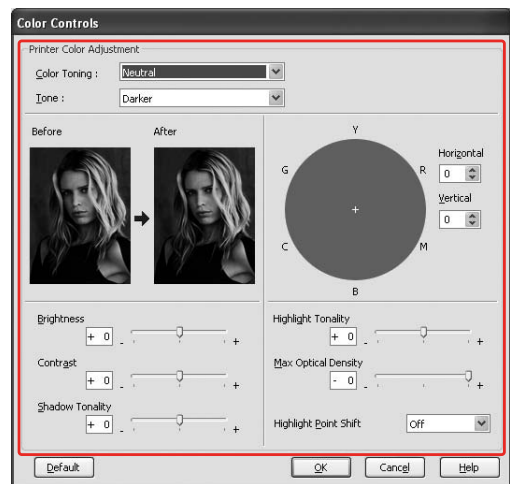 Color Controls
Printer Color Adjustment
Color Toning : Neutral
Tone : Darker
Before After
Y
G R
C M
B
Horizontal
0
Vertical
0
Brightness
+ 0 - +
Contrast
+ 0 - +
Shadow Tonality
+ 0 - +
Highlight Tonality
+ 0 - +
Max Optical Density
- 0 - +
Highlight Point Shift Off
Default OK Cancel Help